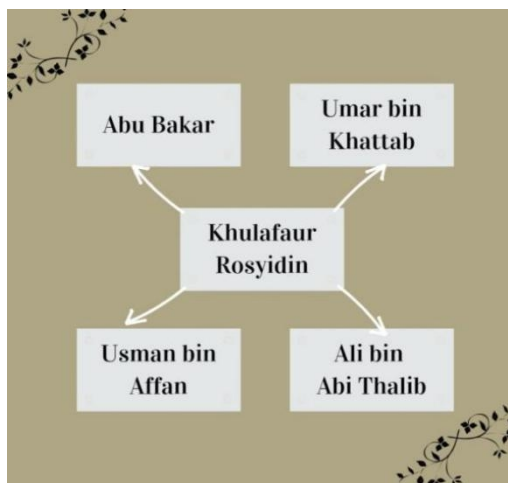 Abu Bakar
Umar bin
Khattab
Khulafaur
Rosyidin
Usman bin
Affan
Ali bin
Abi Thalib